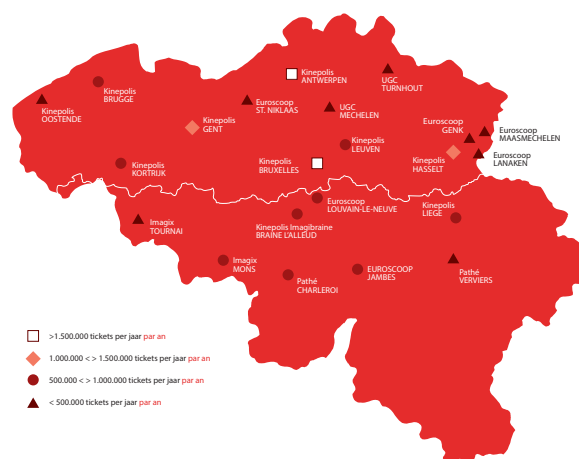 Kinepolis
ANTWERPEN
UGC
TURNHOUT
Kinepolis
BRUGGE
Kinepolis
OOSTENDE
Euroscoop
ST. NIKLAAS
UGC
MECHELEN
Kinepolis
GENT
Euroscoop
GENK
Euroscoop
MAASMECHELEN
Kinepolis
LEUVEN
Euroscoop
LANAKEN
Kinepolis
KORTRIJK
Kinepolis
BRUXELLES
Kinepolis
HASSELT
Euroscoop
LOUVAIN-LE-NEUVE
Kinepolis
LIEGE
Imagix
TOURNAI
Kinepolis Imagibraine
BRAINE L'ALLEUD
Imagix
MONS
Pathé
CHARLEROI
EUROSCOOP
JAMBES
Pathé
VERVIERS
>1.500.000 tickets per jaar par an
1.000.000 < > 1.500.000 tickets per jaar par an
500.000 < > 1.000.000 tickets per jaar par an
< 500.000 tickets per jaar par an